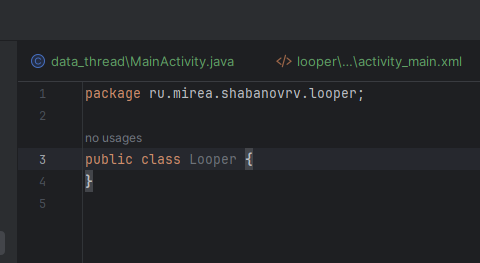 data_thread\MainActivity.java looper\...\activity_main.xml
1 package ru.mirea.shabanovrv.looper;
2
no usages
3 public class Looper {
4 }
5